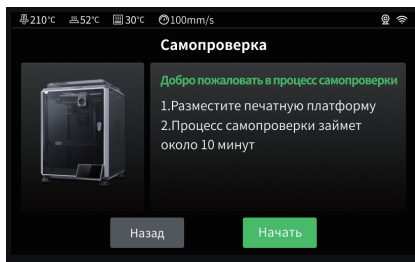 210°C 52°C 30°C 100mm/s
Самопроверка
Добро пожаловать в процесс самопроверки
1.Разместите печатную платформу
2.Процесс самопроверки займет
около 10 минут
Назад Начать